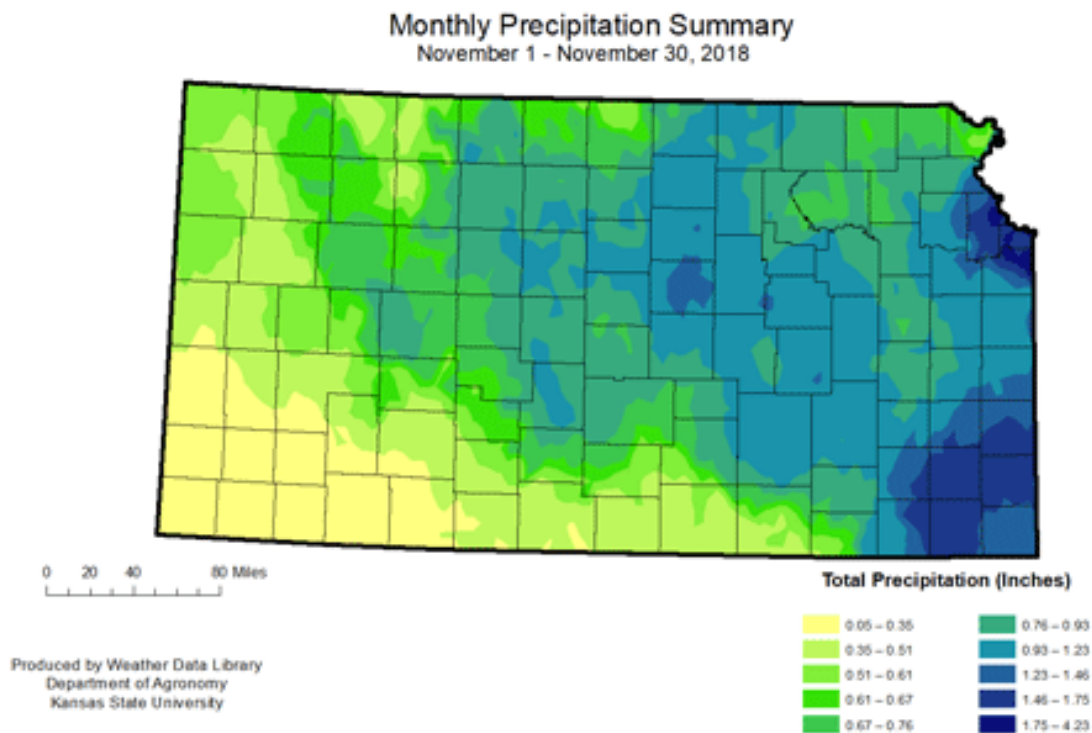 Monthly Precipitation Summary
November 1 - November 30, 2018
0 20 40 80 Miles
Total Precipitation (Inches)
0.05 – 0.35
0.35 – 0.51
0.51 – 0.61
0.61 – 0.67
0.67 – 0.76
0.76 – 0.93
0.93 – 1.23
1.23 – 1.46
1.46 – 1.75
1.75 – 4.23
Produced by Weather Data Library
Department of Agronomy
Kansas State University